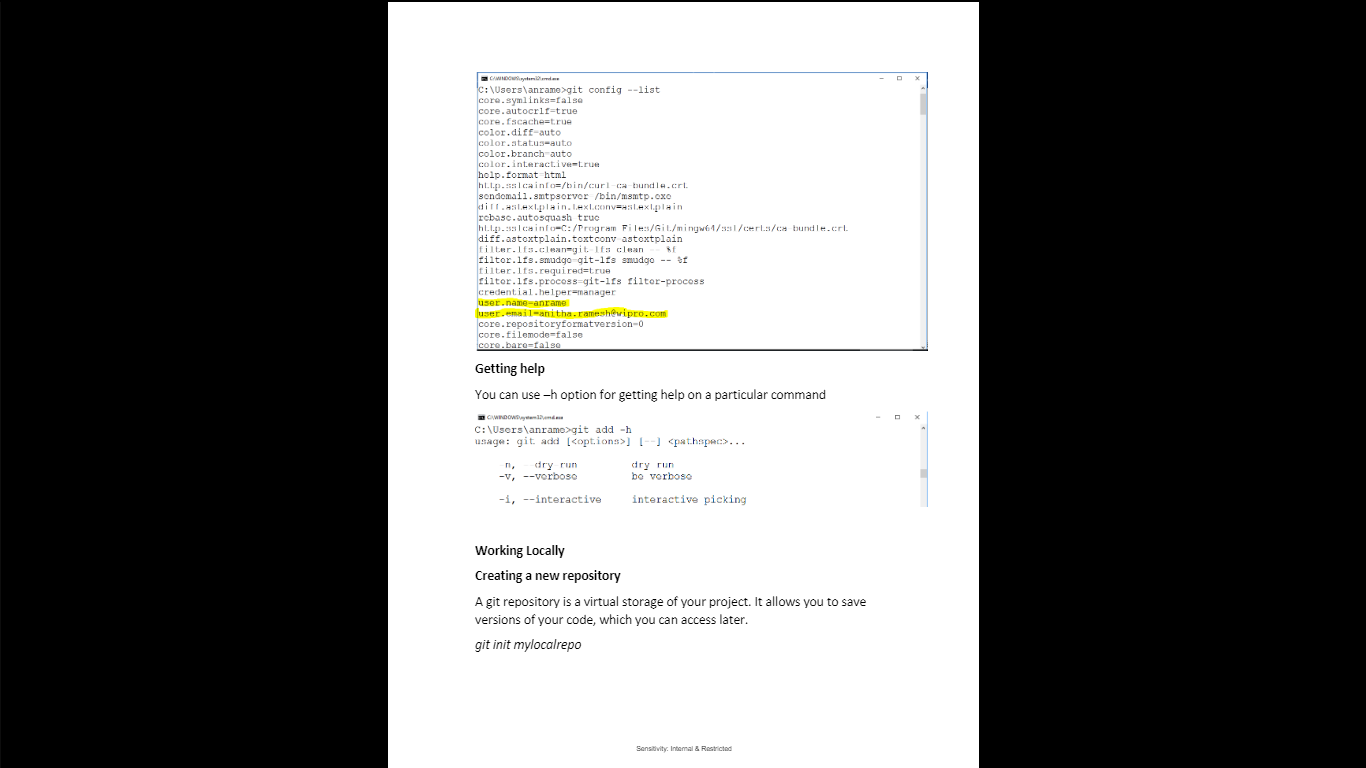 C:\WINDOWS\system32\cmd.exe
C:\Users\anrame>git config --list
core.symlinks=false
core.autocrlf=true
core.fscache=true
color.diff=auto
color.status=auto
color.branch=auto
color.interactive=true
help.format=html
http.sslcainfo=/bin/curl-ca-bundle.crt
sendemail.smtpserver=/bin/msmtp.exe
diff.astextplain.textconv=astextplain
rebase.autosquash=true
http.sslcainfo=C:/Program Files/Git/mingw64/ssl/certs/ca-bundle.crt
diff.astextplain.textconv=astextplain
filter.lfs.clean=git-lfs clean -- %f
filter.lfs.smudge=git-lfs smudge -- %f
filter.lfs.required=true
filter.lfs.process=git-lfs filter-process
credential.helper=manager
user.name=anrame
user.email=anitha.ramesh@wipro.com
core.repositoryformatversion=0
core.filemode=false
core.bare=false
Getting help
You can use –h option for getting help on a particular command
C:\WINDOWS\system32\cmd.exe
C:\Users\anrame>git add -h
usage: git add [<options>] [--] <pathspec>...
-n, --dry-run dry run
-v, --verbose be verbose
-i, --interactive interactive picking
Working Locally
Creating a new repository
A git repository is a virtual storage of your project. It allows you to save
versions of your code, which you can access later.
git init mylocalrepo
Sensitivity: Internal & Restricted